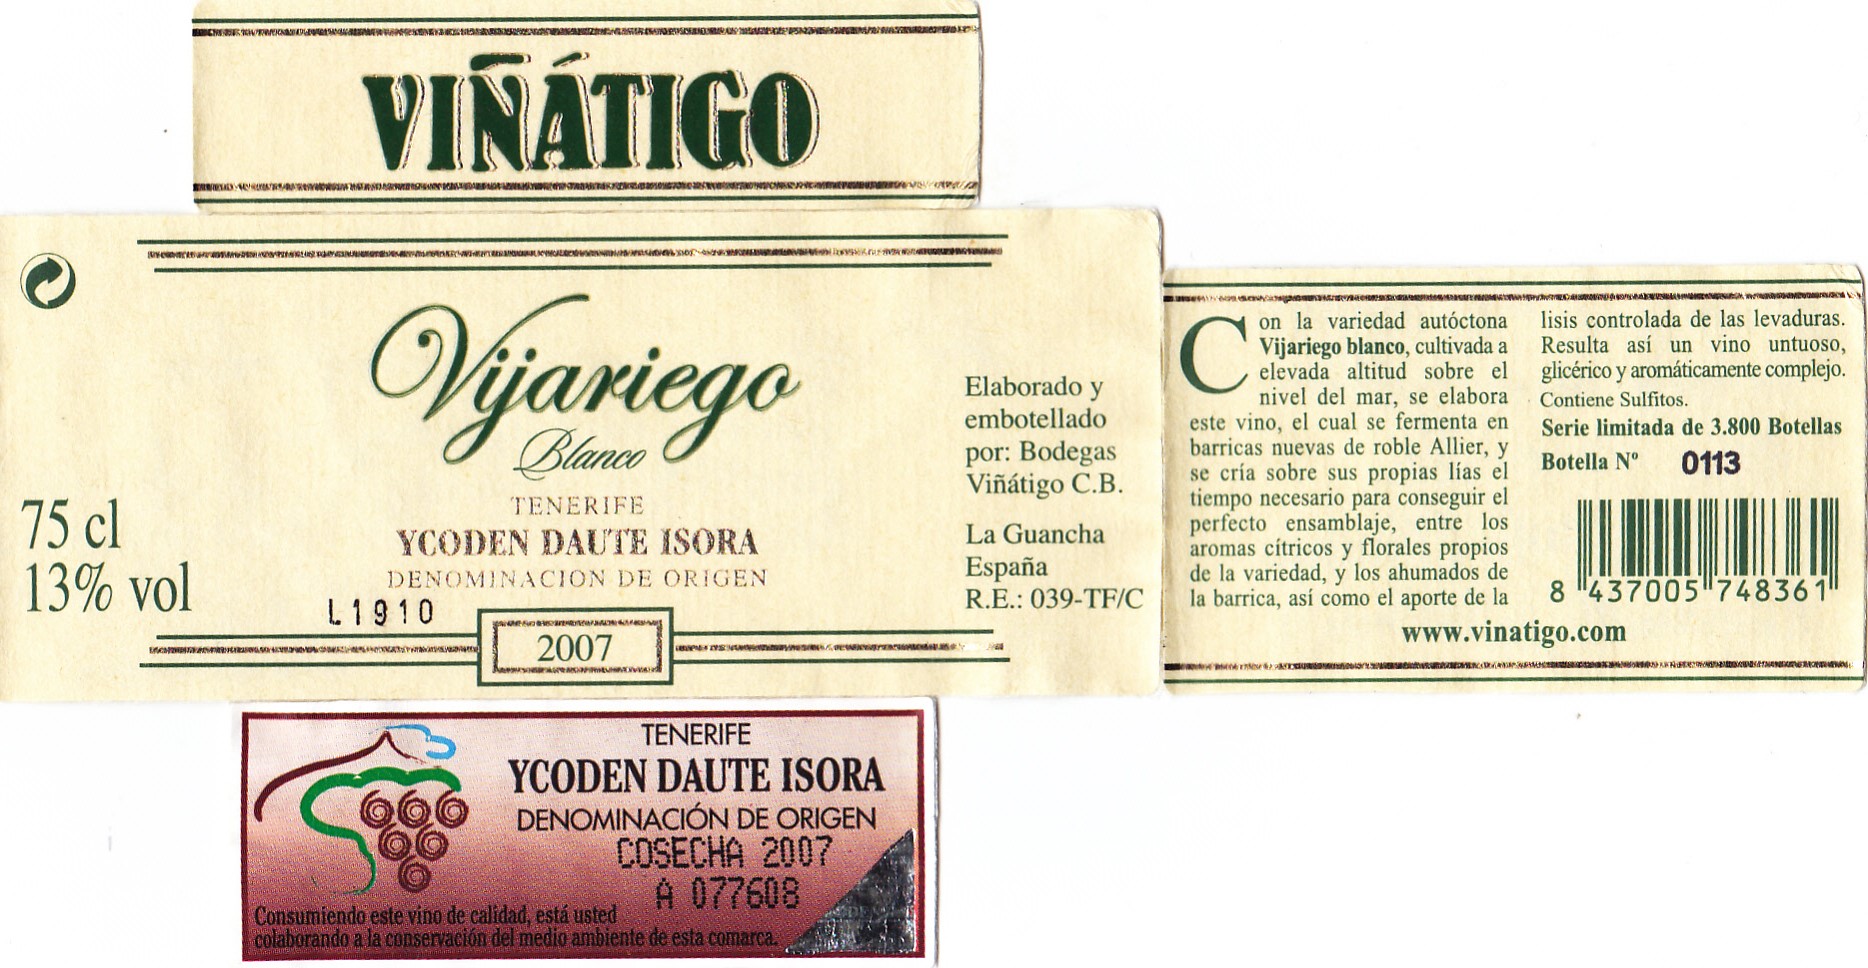 VIÑÁTIGO
Vijariego
Blanco
TENERIFE
YCODEN DAUTE ISORA
DENOMINACION DE ORIGEN
L1910
2007
75 cl
13% vol
Elaborado y
embotellado
por: Bodegas
Viñátigo C.B.
La Guancha
España
R.E.: 039-TF/C
Con la variedad autóctona
Vijariego blanco, cultivada a
elevada altitud sobre el
nivel del mar, se elabora
este vino, el cual se fermenta en
barricas nuevas de roble Allier, y
se cría sobre sus propias lías el
tiempo necesario para conseguir el
perfecto ensamblaje, entre los
aromas cítricos y florales propios
de la variedad, y los ahumados de
la barrica, así como el aporte de la
lisis controlada de las levaduras.
Resulta así un vino untuoso,
glicérico y aromáticamente complejo.
Contiene Sulfitos.
Serie limitada de 3.800 Botellas
Botella Nº 0113
8 437005 748361
www.vinatigo.com
TENERIFE
YCODEN DAUTE ISORA
DENOMINACIÓN DE ORIGEN
COSECHA 2007
A 077608
Consumiendo este vino de calidad, está usted
colaborando a la conservación del medio ambiente de esta comarca.